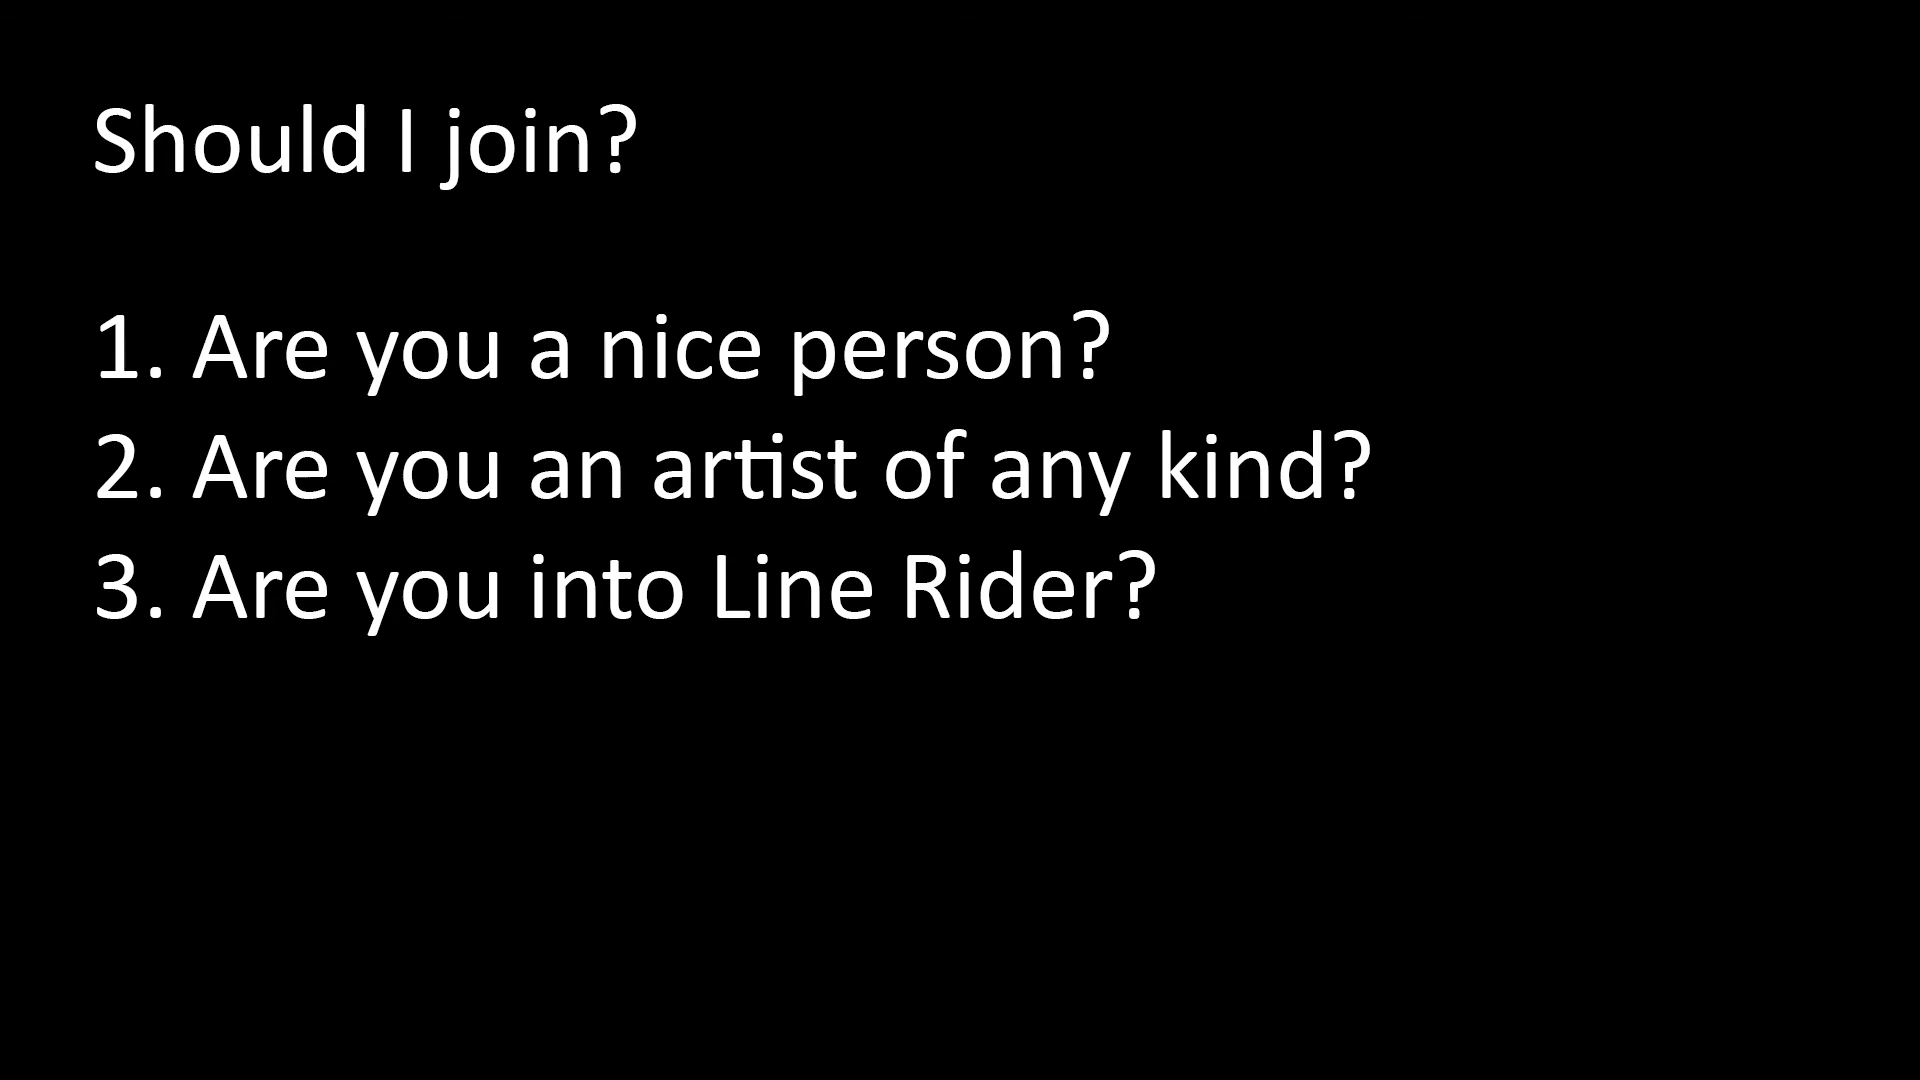 Should I join?
1. Are you a nice person?
2. Are you an artist of any kind?
3. Are you into Line Rider?